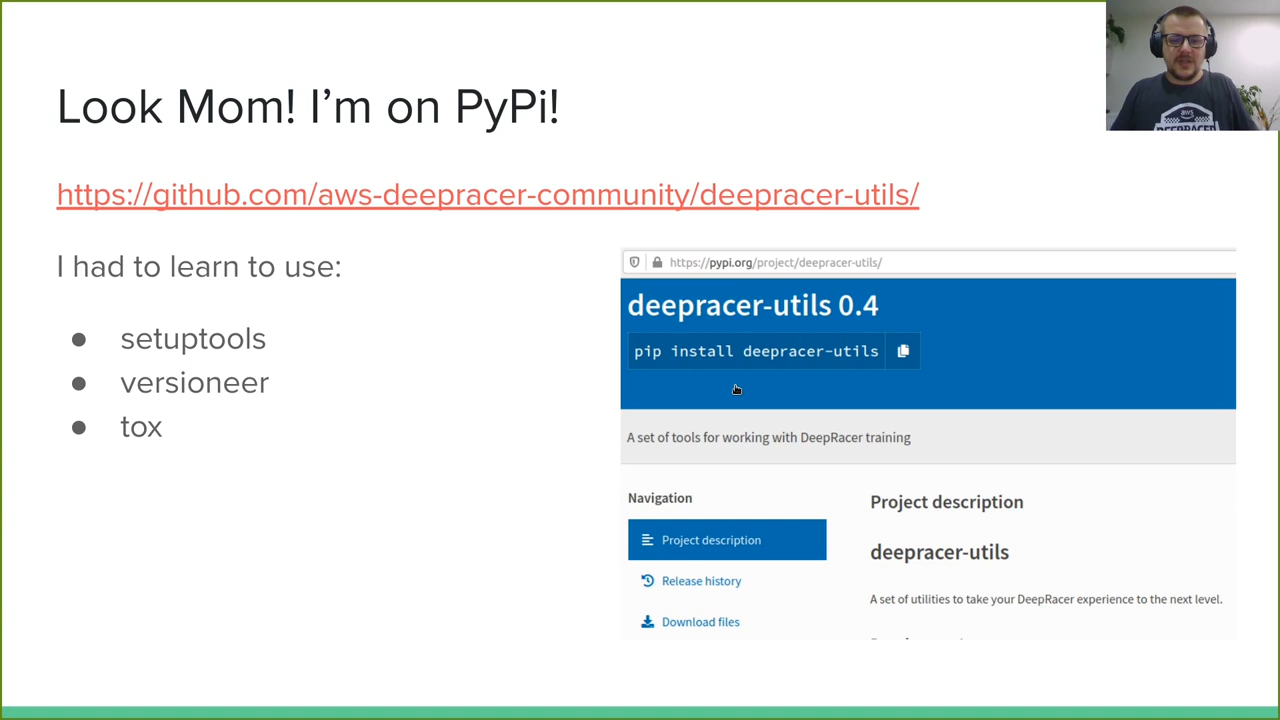 Look Mom! I'm on PyPi!
aws
DEEPRACER
https://github.com/aws-deepracer-community/deepracer-utils/
I had to learn to use:
● setuptools
● versioneer
● tox
https://pypi.org/project/deepracer-utils/
deepracer-utils 0.4
pip install deepracer-utils
A set of tools for working with DeepRacer training
Navigation
Project description
Release history
Download files
Project description
deepracer-utils
A set of utilities to take your DeepRacer experience to the next level.